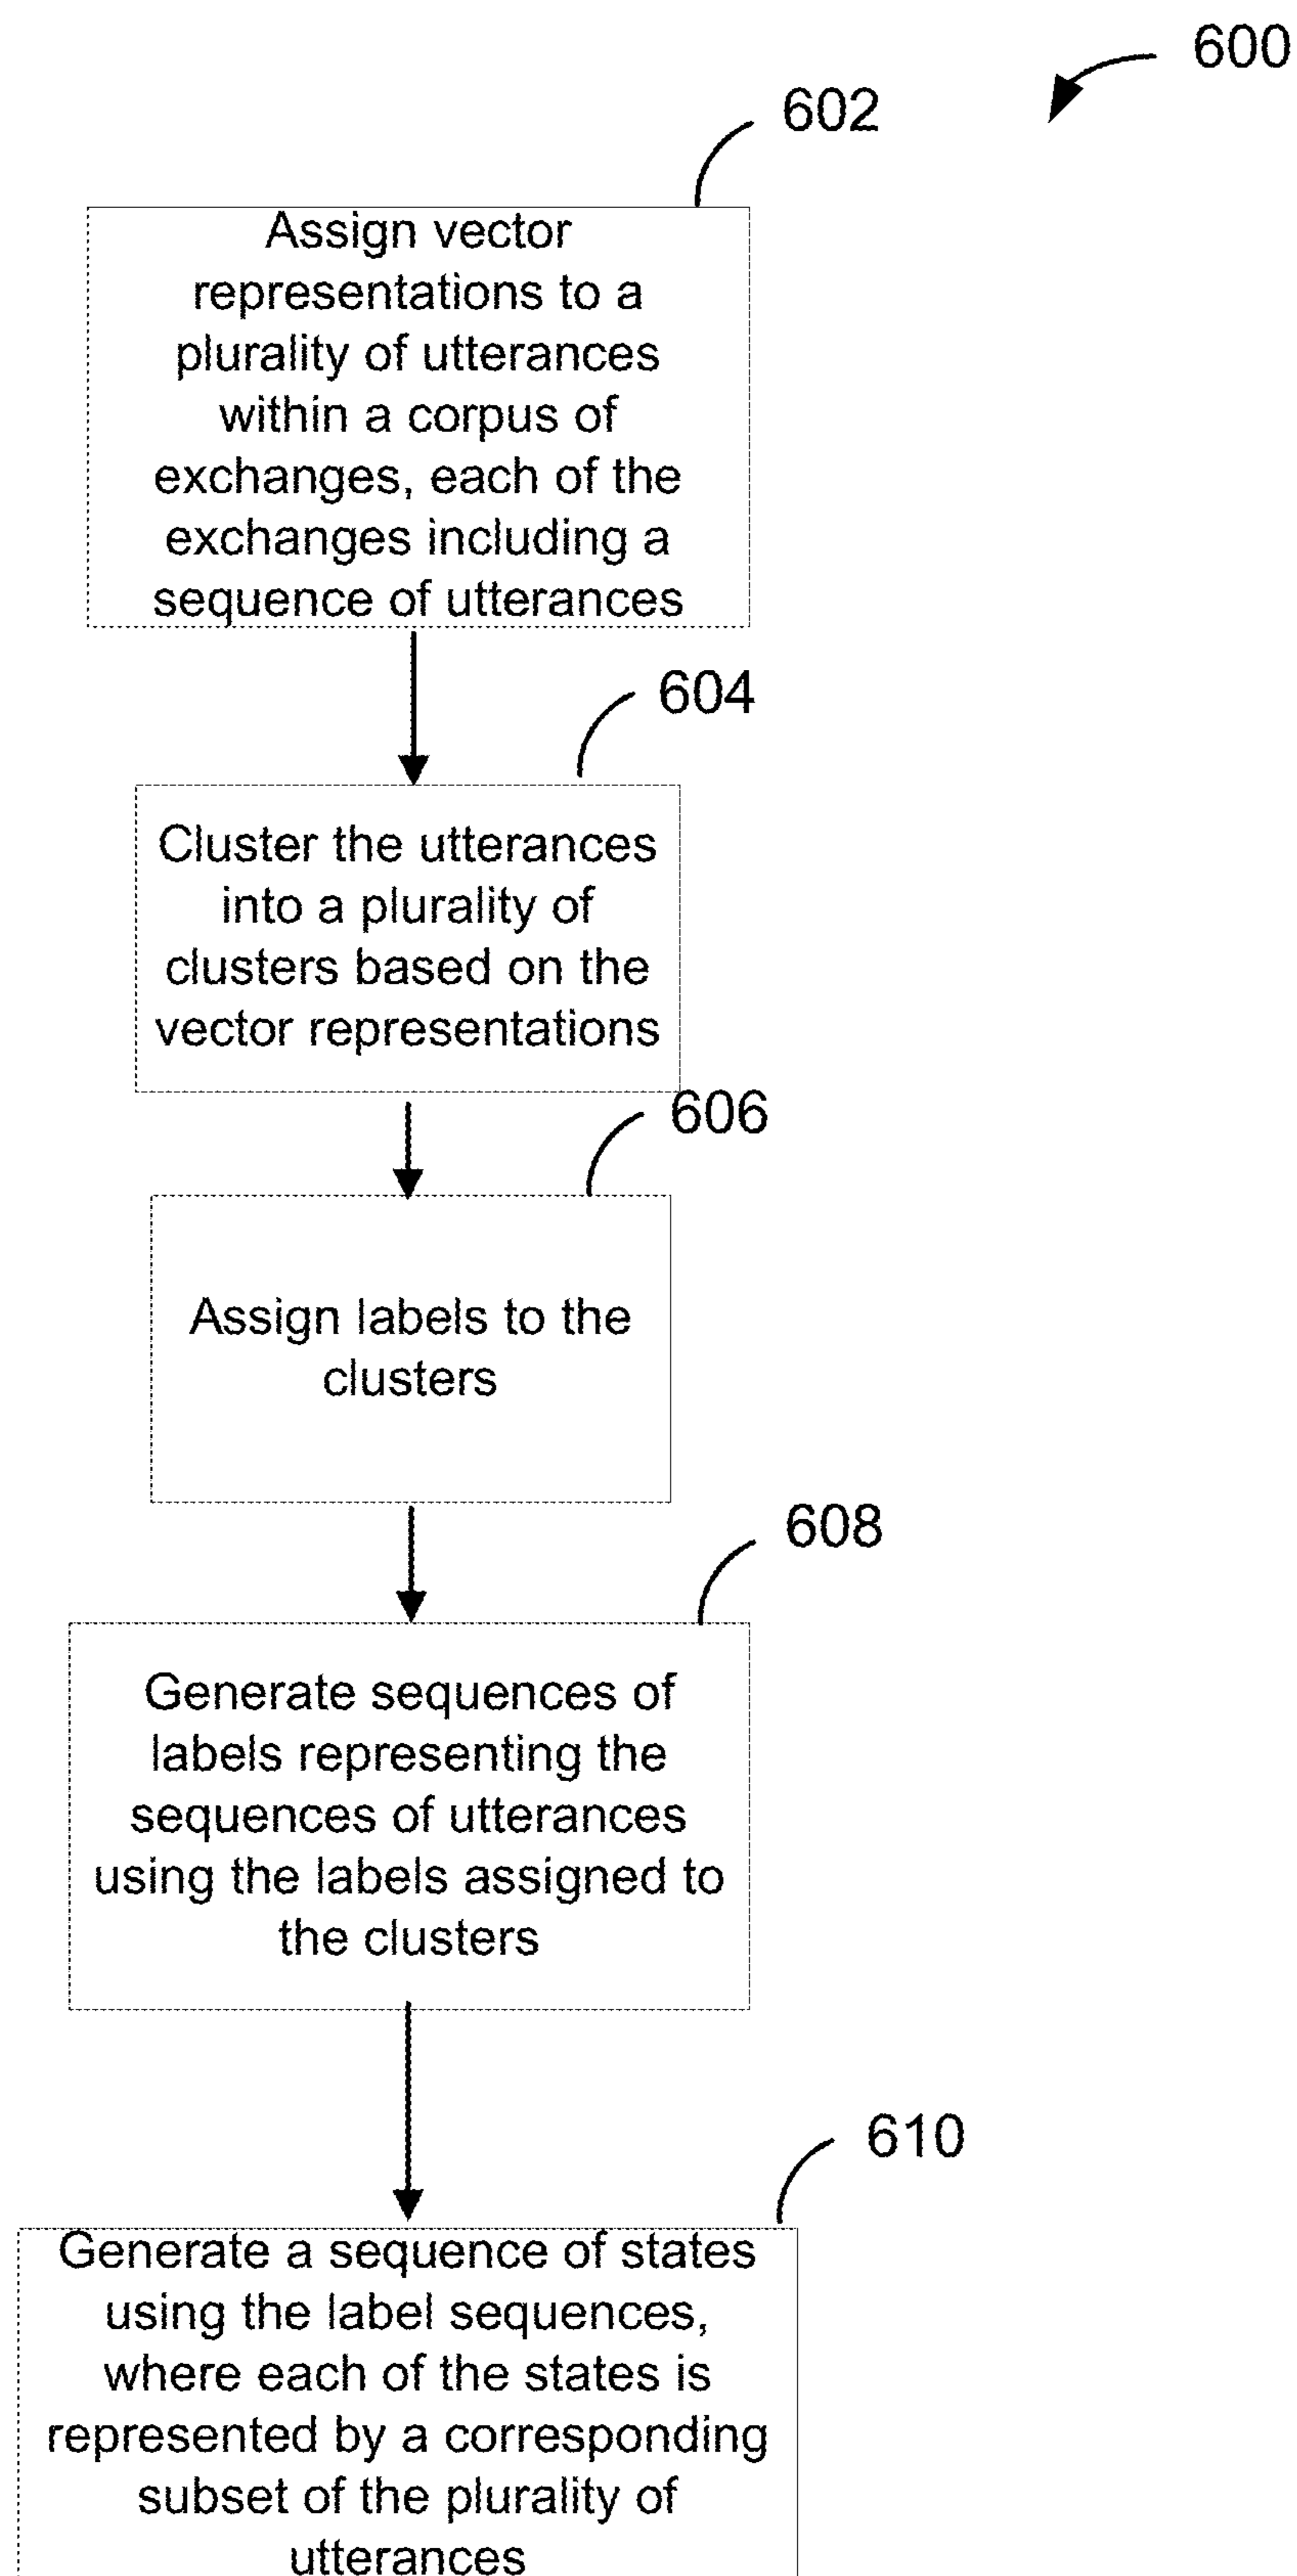 600
602
Assign vector
representations to a
plurality of utterances
within a corpus of
exchanges, each of the
exchanges including a
sequence of utterances
604
Cluster the utterances
into a plurality of
clusters based on the
vector representations
606
Assign labels to the
clusters
608
Generate sequences of
labels representing the
sequences of utterances
using the labels assigned to
the clusters
610
Generate a sequence of states
using the label sequences,
where each of the states is
represented by a corresponding
subset of the plurality of
utterances